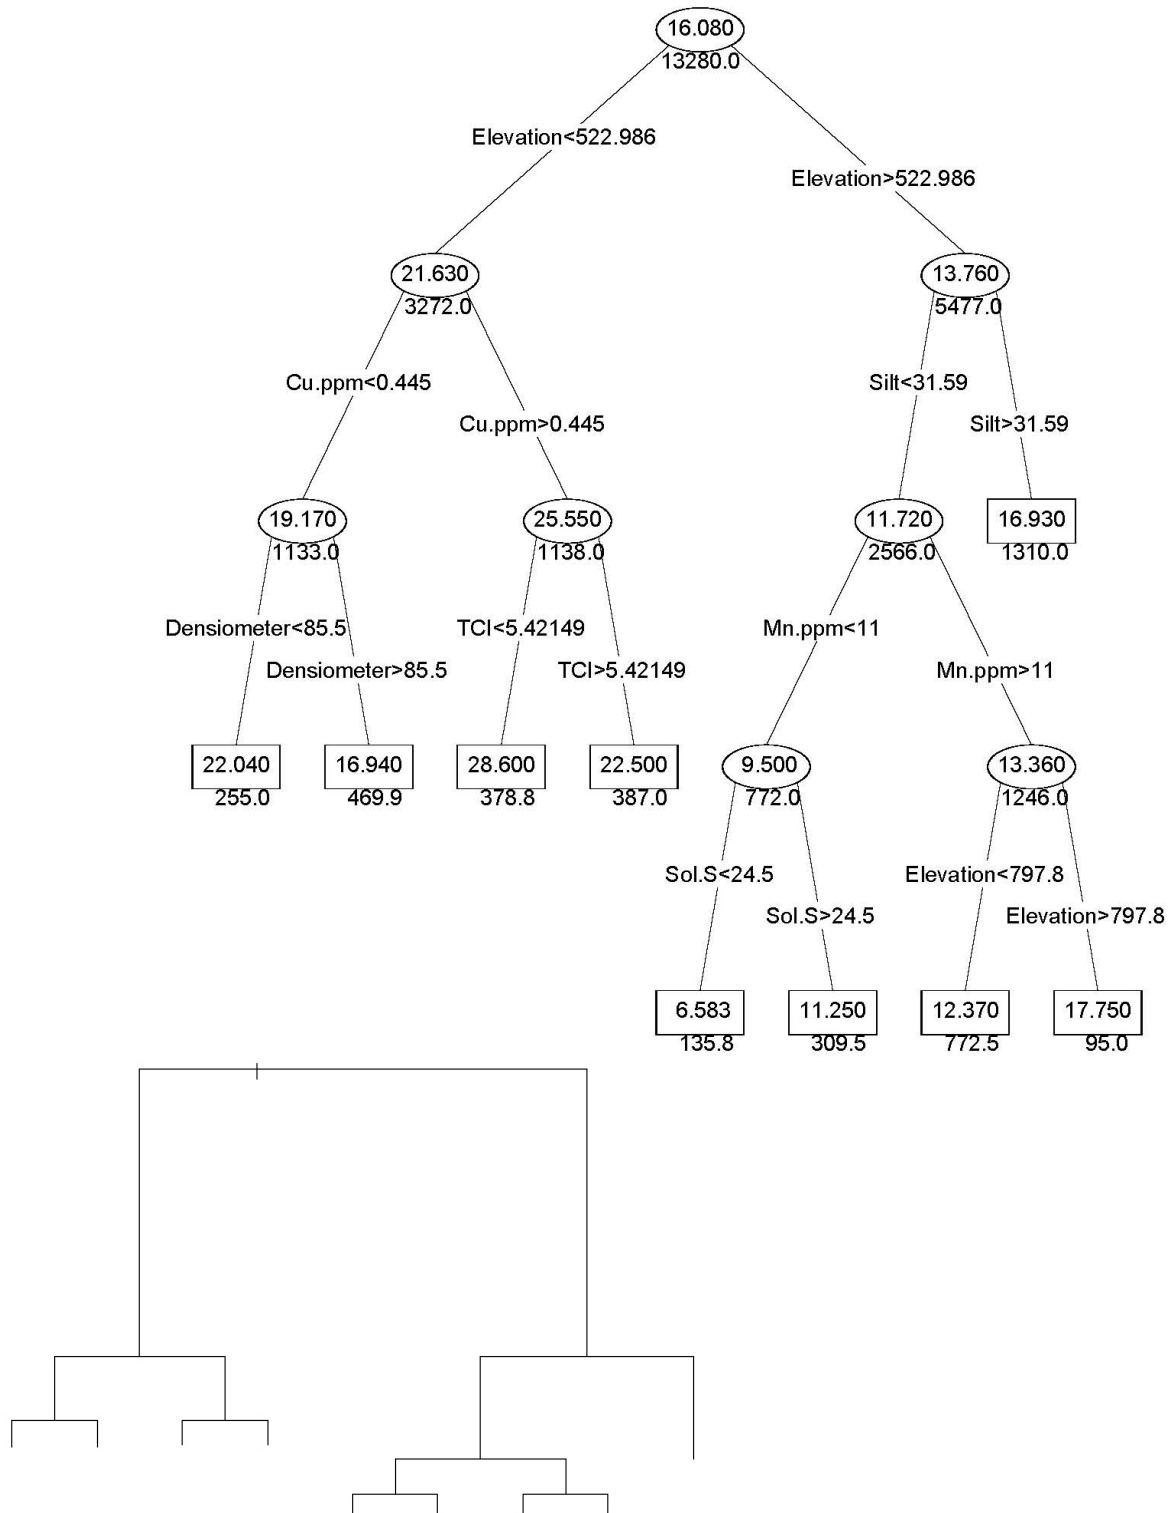 16.080
13280.0
Elevation<522.986
Elevation>522.986
21.630
3272.0
13.760
5477.0
Cu.ppm<0.445
Cu.ppm>0.445
Silt<31.59
Silt>31.59
19.170
1133.0
25.550
1138.0
11.720
2566.0
16.930
1310.0
Densiometer<85.5
Densiometer>85.5
TCI<5.42149
TCI>5.42149
Mn.ppm<11
Mn.ppm>11
22.040
255.0
16.940
469.9
28.600
378.8
22.500
387.0
9.500
772.0
13.360
1246.0
Sol.S<24.5
Sol.S>24.5
Elevation<797.8
Elevation>797.8
6.583
135.8
11.250
309.5
12.370
772.5
17.750
95.0